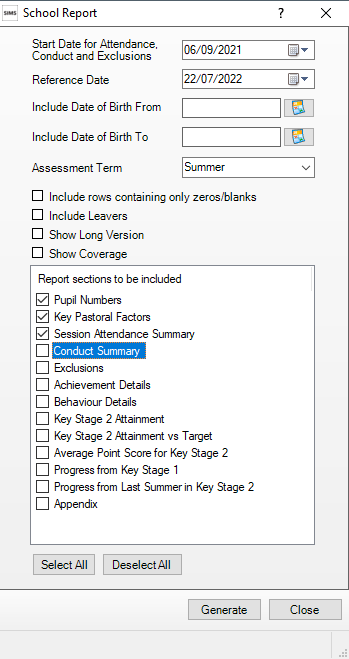 SIMS School Report ? ×
Start Date for Attendance,
Conduct and Exclusions 06/09/2021
Reference Date 22/07/2022
Include Date of Birth From
Include Date of Birth To
Assessment Term Summer
Include rows containing only zeros/blanks
Include Leavers
Show Long Version
Show Coverage
Report sections to be included
Pupil Numbers
Key Pastoral Factors
Session Attendance Summary
Conduct Summary
Exclusions
Achievement Details
Behaviour Details
Key Stage 2 Attainment
Key Stage 2 Attainment vs Target
Average Point Score for Key Stage 2
Progress from Key Stage 1
Progress from Last Summer in Key Stage 2
Appendix
Select All Deselect All
Generate Close